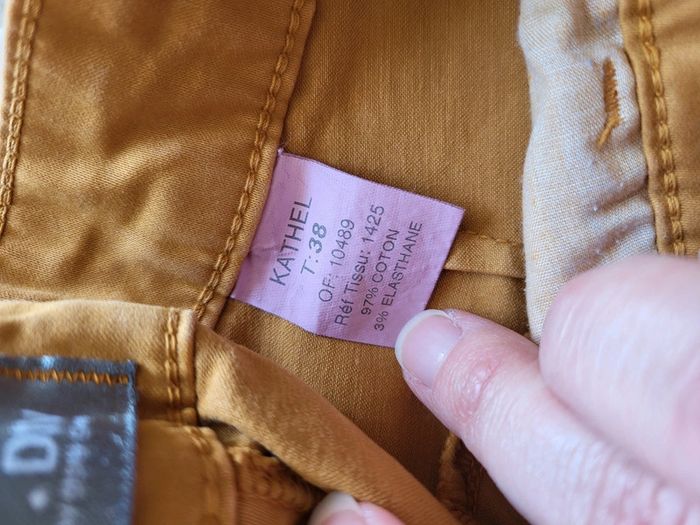 KATHEL
T: 38
OF: 10489
Réf Tissu: 1425
97% COTON
3% ELASTHANE